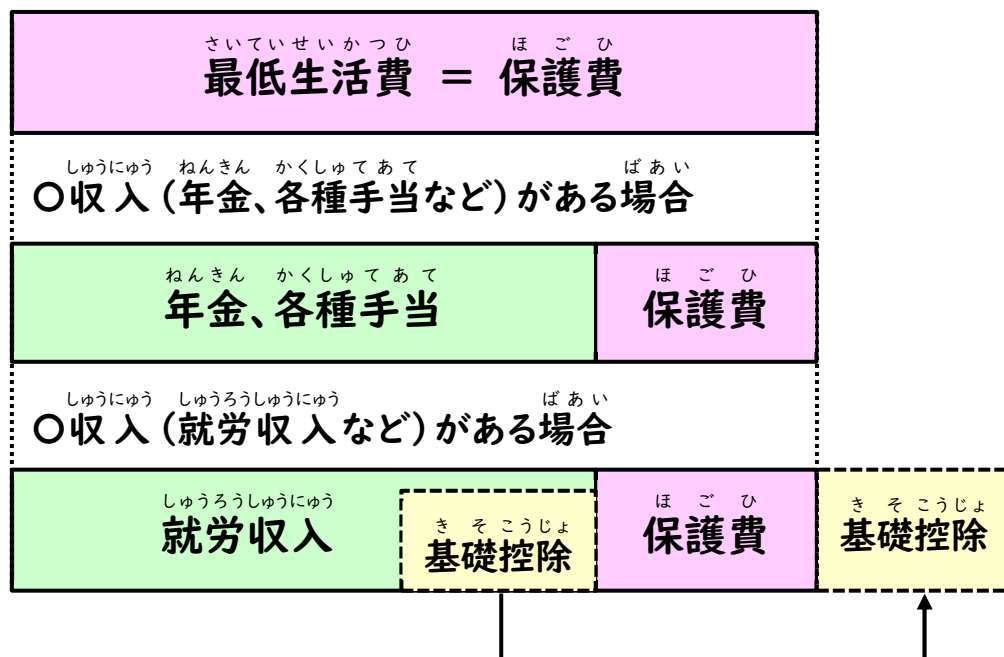 さいていせいかつひ ほごひ
最低生活費 = 保護費
しゅうにゅう ねんきん かくしゅてあて ばあい
〇収入(年金、各種手当など)がある場合
ねんきん かくしゅてあて ほごひ
年金、各種手当 保護費
しゅうにゅう しゅうろうしゅうにゅう ばあい
〇収入(就労収入など)がある場合
しゅうろうしゅうにゅう
就労収入
きそこうじょ
基礎控除
ほごひ
保護費
きそこうじょ
基礎控除